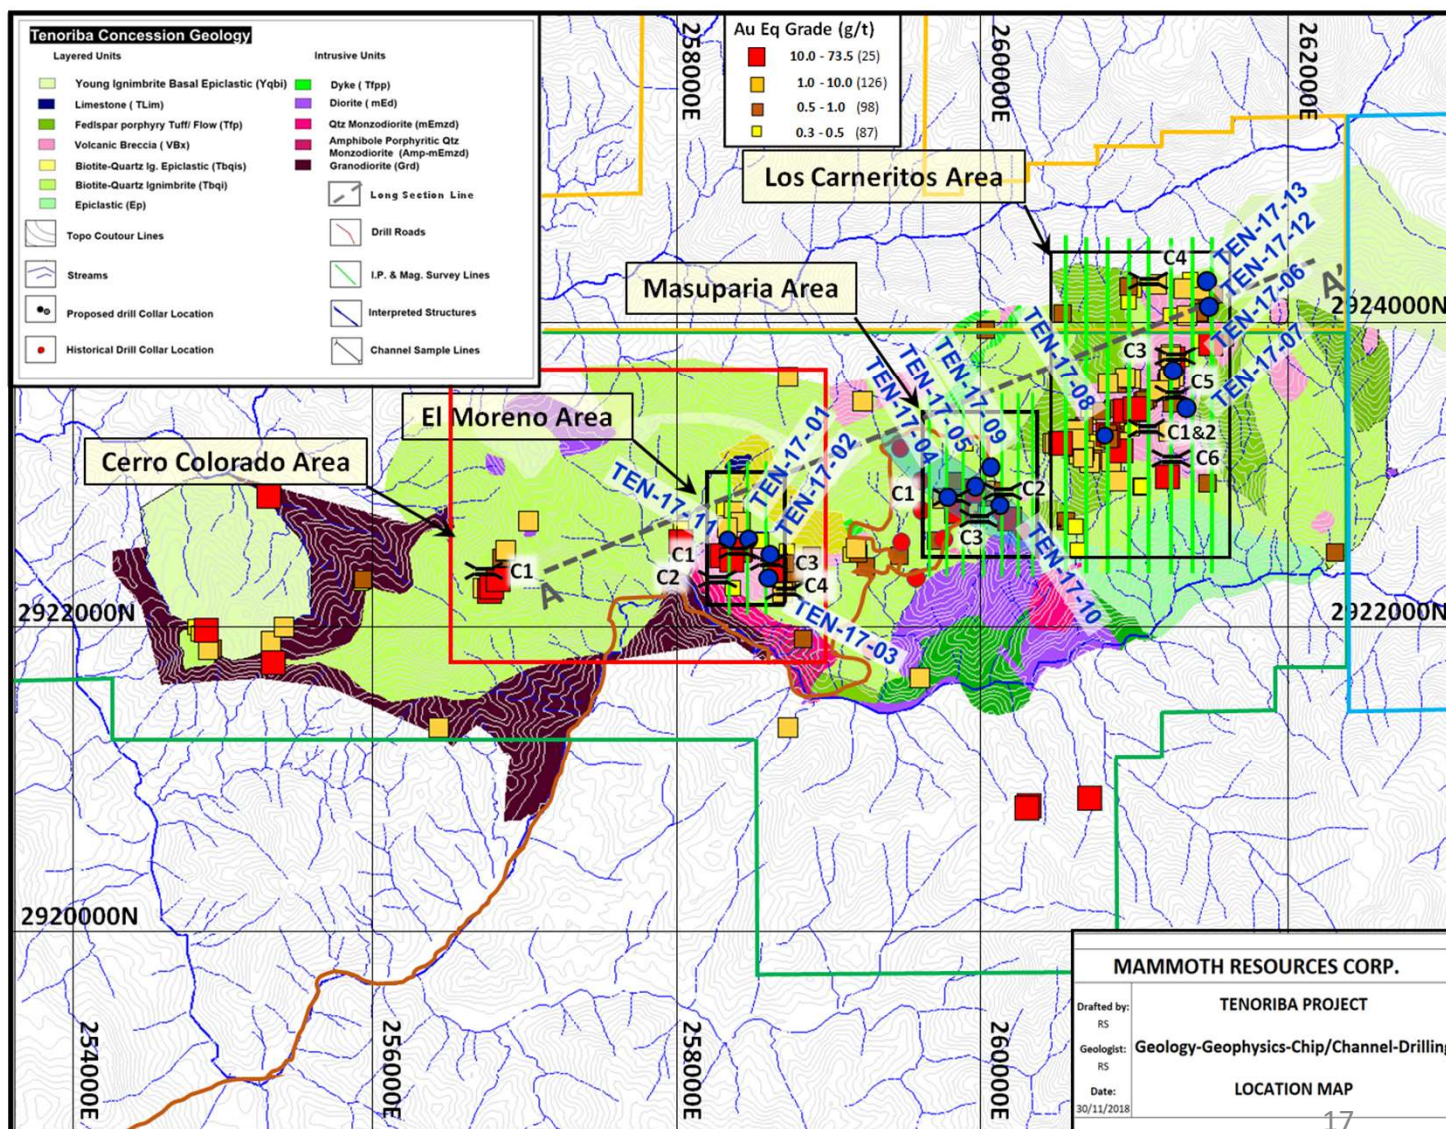 Tenoriba Concession Geology
Layered Units
Young Ignimbrite Basal Epiclastic (Yqbi)
Limestone ( TLim)
Fedlspar porphyry Tuff/ Flow (Tfp)
Volcanic Breccia ( VBx)
Biotite-Quartz Ig. Epiclastic (Tbqis)
Biotite-Quartz Ignimbrite (Tbqi)
Epiclastic (Ep)
Topo Coutour Lines
Streams
Proposed drill Collar Location
Historical Drill Collar Location
Intrusive Units
Dyke ( Tfpp)
Diorite ( mEd)
Qtz Monzodiorite (mEmzd)
Amphibole Porphyritic Qtz
Monzodiorite (Amp-mEmzd)
Granodiorite (Grd)
Long Section Line
Drill Roads
I.P. & Mag. Survey Lines
Interpreted Structures
Channel Sample Lines
Au Eq Grade (g/t)
10.0 - 73.5 (25)
1.0 - 10.0 (126)
0.5 - 1.0 (98)
0.3 - 0.5 (87)
258000E
260000E
262000E
Los Carneritos Area
Masuparia Area
El Moreno Area
Cerro Colorado Area
TEN-17-13
TEN-17-12
TEN-17-06
TEN-17-07
TEN-17-08
TEN-17-09
TEN-17-05
TEN-17-04
TEN-17-01
TEN-17-02
TEN-17-11
TEN-17-03
TEN-17-10
C4
C3
C5
C1&2
C6
C1
C2
C3
C1
C2
C3
C4
C1
A
A'
2924000N
2922000N
2922000N
2920000N
254000E
256000E
258000E
260000E
MAMMOTH RESOURCES CORP.
Drafted by:
RS
Geologist:
RS
Date:
30/11/2018
TENORIBA PROJECT
Geology-Geophysics-Chip/Channel-Drilling
LOCATION MAP
17